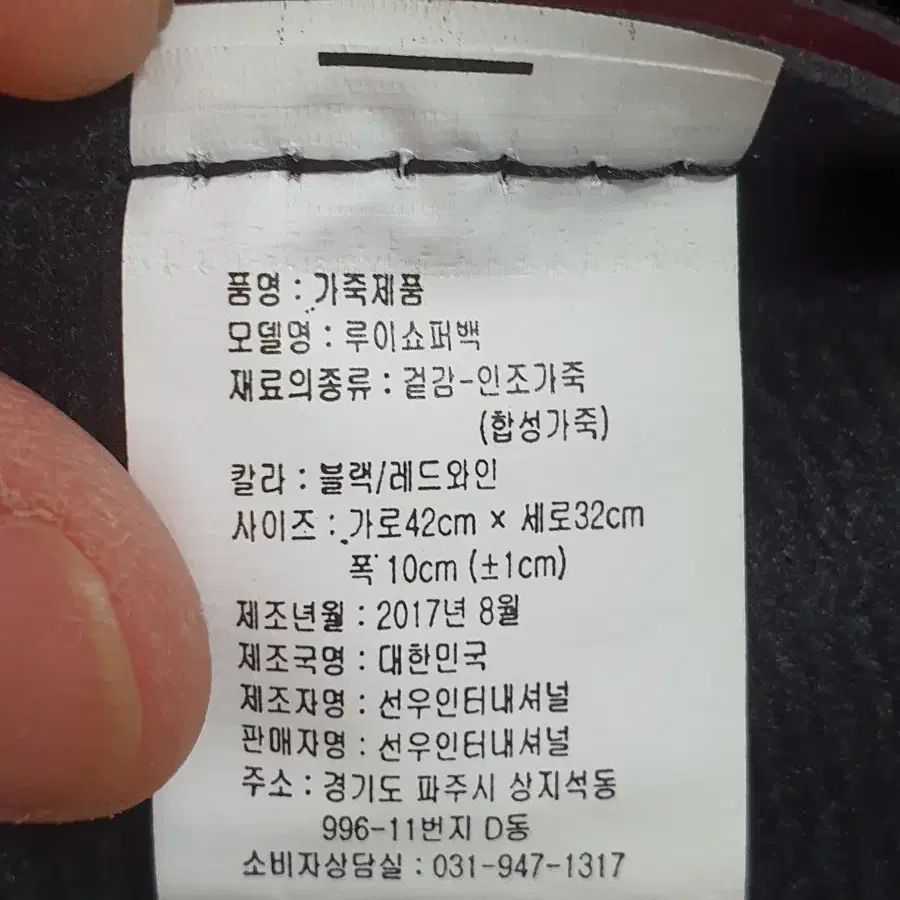 품명 : 가죽제품
모델명 : 루이쇼퍼백
재료의종류 : 겉감-인조가죽
(합성가죽)
칼라 : 블랙/레드와인
사이즈 : 가로42cm × 세로32cm
폭 10cm (±1cm)
제조년월 : 2017년 8월
제조국명 : 대한민국
제조자명 : 선우인터내셔널
판매자명 : 선우인터내셔널
주소 : 경기도 파주시 상지석동
996-11번지 D동
소비자상담실 : 031-947-1317